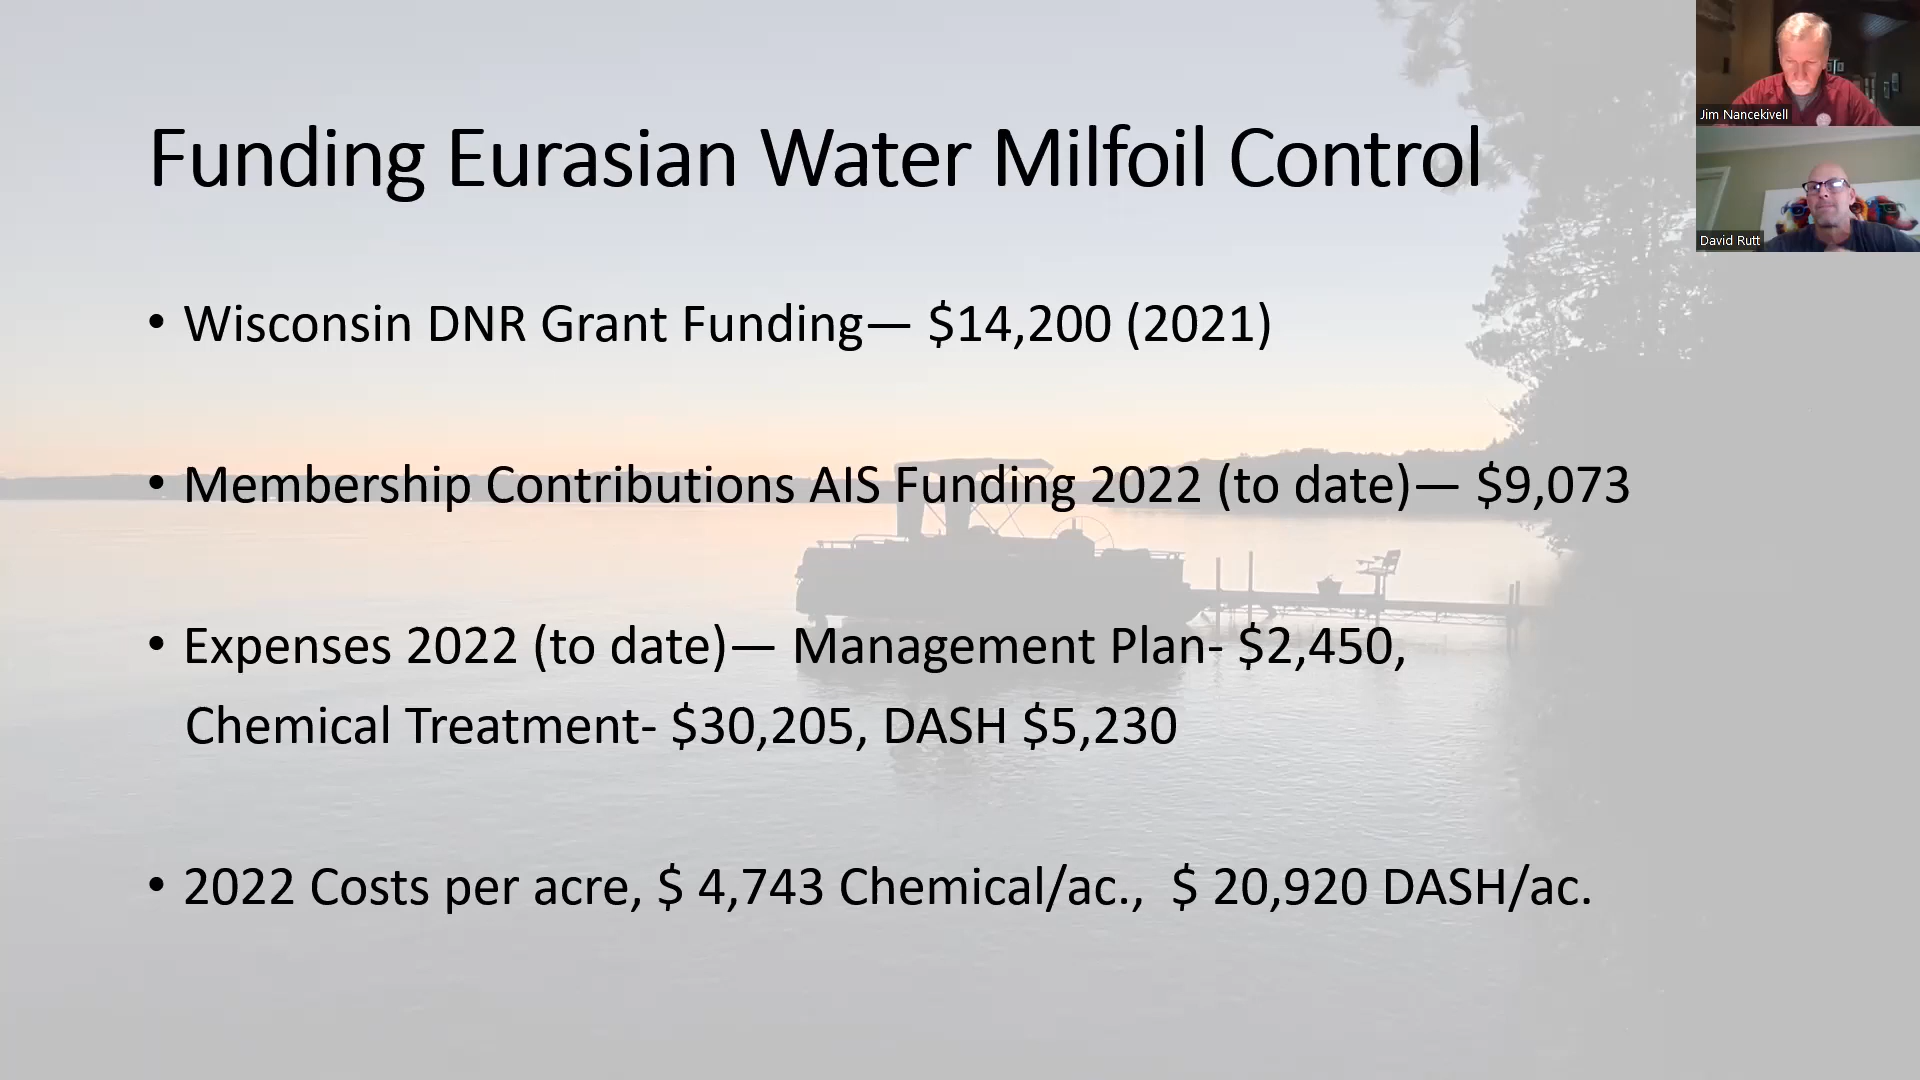 Funding Eurasian Water Milfoil Control
• Wisconsin DNR Grant Funding— $14,200 (2021)
• Membership Contributions AIS Funding 2022 (to date)— $9,073
• Expenses 2022 (to date)— Management Plan- $2,450,
Chemical Treatment- $30,205, DASH $5,230
• 2022 Costs per acre, $ 4,743 Chemical/ac.,  $ 20,920 DASH/ac.
Jim Nancekivell
David Rutt